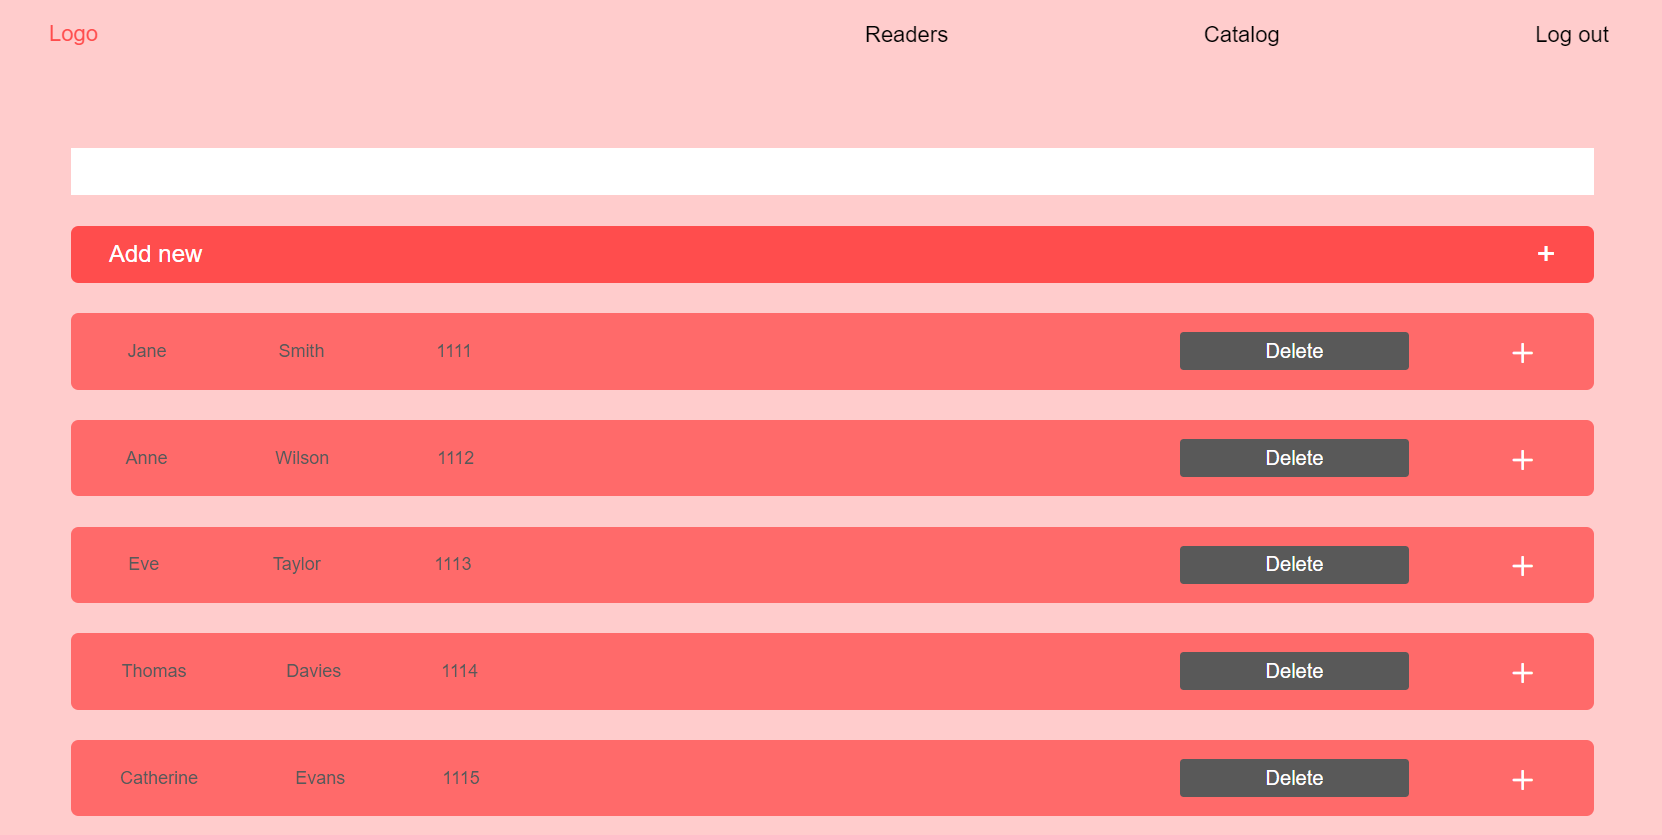 Logo Readers Catalog Log out
Add new +
Jane Smith 1111 Delete +
Anne Wilson 1112 Delete +
Eve Taylor 1113 Delete +
Thomas Davies 1114 Delete +
Catherine Evans 1115 Delete +